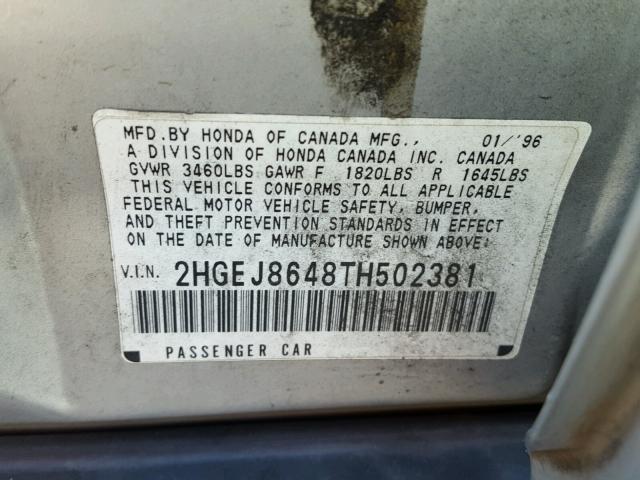 MFD. BY HONDA OF CANADA MFG., 01/'96
A DIVISION OF HONDA CANADA INC. CANADA
GVWR 3460LBS GAWR F 1820LBS R 1645LBS
THIS VEHICLE CONFORMS TO ALL APPLICABLE
FEDERAL MOTOR VEHICLE SAFETY, BUMPER,
AND THEFT PREVENTION STANDARDS IN EFFECT
ON THE DATE OF MANUFACTURE SHOWN ABOVE:
V.I.N. 2HGEJ8648TH502381
PASSENGER CAR